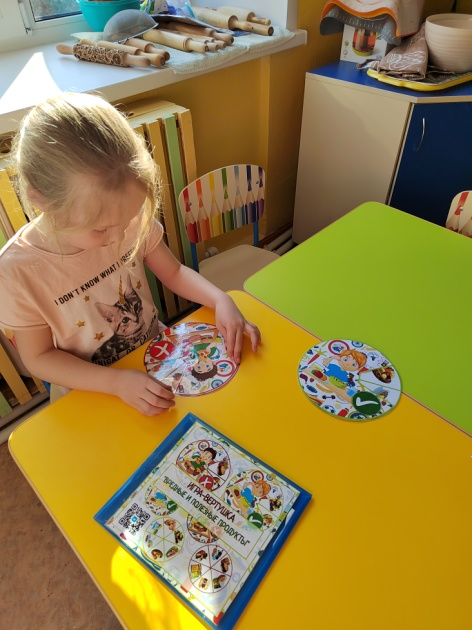 I DON'T KNOW WHAT I
ИГРА-ВЕРТУШКА
"ВРЕДНЫЕ И ПОЛЕЗНЫЕ ПРОДУКТЫ"